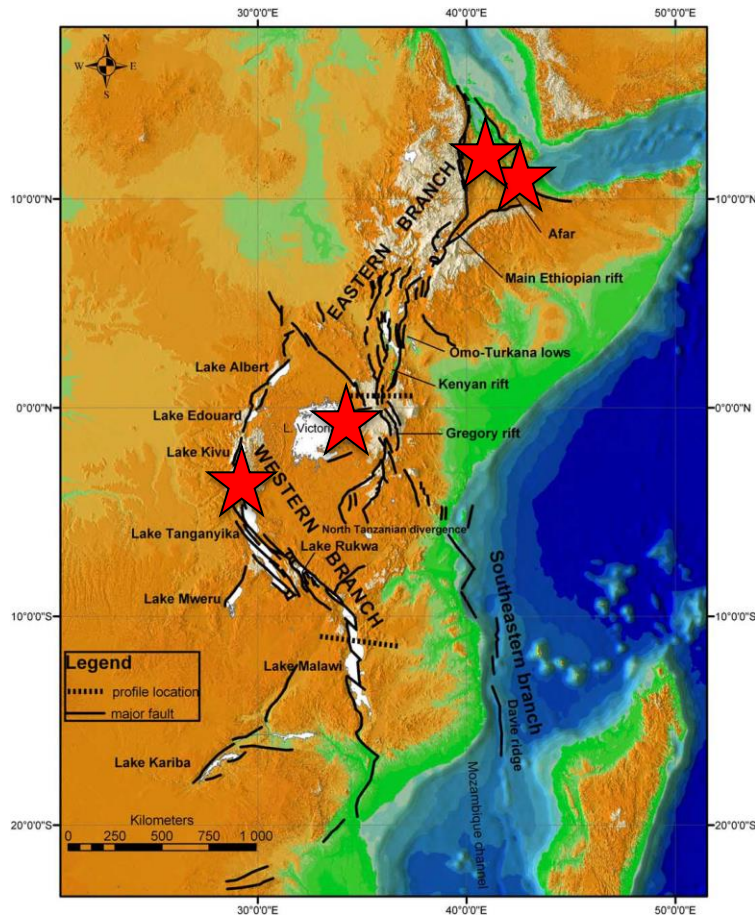 30°0'0"E 40°0'0"E 50°0'0"E
N
W E
S
10°0'0"N 10°0'0"N
EASTERN BRANCH
Afar
Main Ethiopian rift
Omo-Turkana lows
Lake Albert
Kenyan rift
0°0'0" 0°0'0"
Lake Edouard
L. Victori
Gregory rift
Lake Kivu
WESTERN BRANCH
North Tanzanian divergence
Lake Tanganyika
Lake Rukwa
Southeastern branch
Lake Mweru
10°0'0"S 10°0'0"S
Legend
profile location
major fault
Lake Malawi
Davie ridge
Lake Kariba
Mozambique channel
Kilometers
20°0'0"S 20°0'0"S
0 250 500 750 1 000
30°0'0"E 40°0'0"E 50°0'0"E